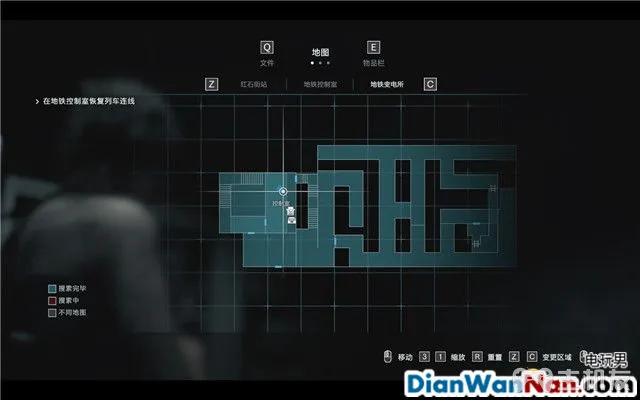 Q
E
文件
地图
物品栏
Z
红石街站
地铁控制室
地铁变电所
C
在地铁控制室恢复列车连线
控制室
搜索完毕
搜索中
不同地图
移动 3 1 缩放 R 重置 Z C 变更区域
电玩男
DianWanNan.com